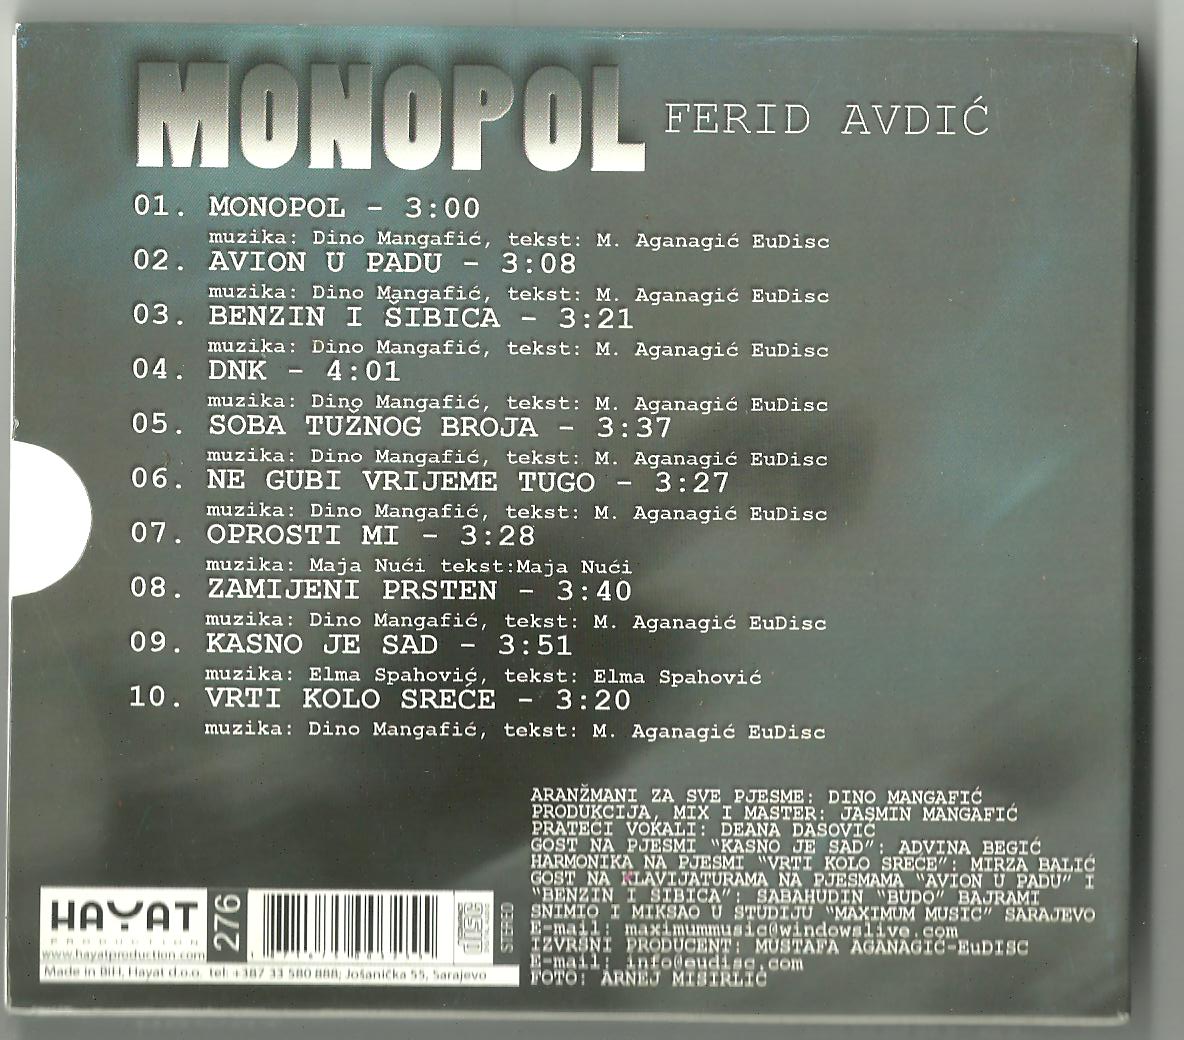 MONOPOL FERID AVDIĆ
01. MONOPOL - 3:00
muzika: Dino Mangafić, tekst: M. Aganagić EuDisc
02. AVION U PADU - 3:08
muzika: Dino Mangafić, tekst: M. Aganagić EuDisc
03. BENZIN I ŠIBICA - 3:21
muzika: Dino Mangafić, tekst: M. Aganagić EuDisc
04. DNK - 4:01
muzika: Dino Mangafić, tekst: M. Aganagić EuDisc
05. SOBA TUŽNOG BROJA - 3:37
muzika: Dino Mangafić, tekst: M. Aganagić EuDisc
06. NE GUBI VRIJEME TUGO - 3:27
muzika: Dino Mangafić, tekst: M. Aganagić EuDisc
07. OPROSTI MI - 3:28
muzika: Maja Nući tekst:Maja Nući
08. ZAMIJENI PRSTEN - 3:40
muzika: Dino Mangafić, tekst: M. Aganagić EuDisc
09. KASNO JE SAD - 3:51
muzika: Elma Spahović, tekst: Elma Spahović
10. VRTI KOLO SREĆE - 3:20
muzika: Dino Mangafić, tekst: M. Aganagić EuDisc
ARANŽMANI ZA SVE PJESME: DINO MANGAFIĆ
PRODUKCIJA, MIX I MASTER: JASMIN MANGAFIĆ
PRATECI VOKALI: DEANA DASOVIĆ
GOST NA PJESMI "KASNO JE SAD": ADVINA BEGIĆ
HARMONIKA NA PJESMI "VRTI KOLO SREĆE": MIRZA BALIĆ
GOST NA KLAVIJATURAMA NA PJESMAMA "AVION U PADU" I
"BENZIN I ŠIBICA": SABAHUDIN "BUDO" BAJRAMI
SNIMIO I MIKSAO U STUDIJU "MAXIMUM MUSIC" SARAJEVO
E-mail: maximummusic@windowslive.com
IZVRŠNI PRODUCENT: MUSTAFA AGANAGIĆ-EuDISC
E-mail: info@eudisc.com
FOTO: ARNEJ MISIRLIĆ
HAYAT
PRODUCTION
www.hayatproduction.com
276
STEREO
Made in BiH, Hayat d.o.o. tel: +387 33 580 888; Jošanička 55, Sarajevo